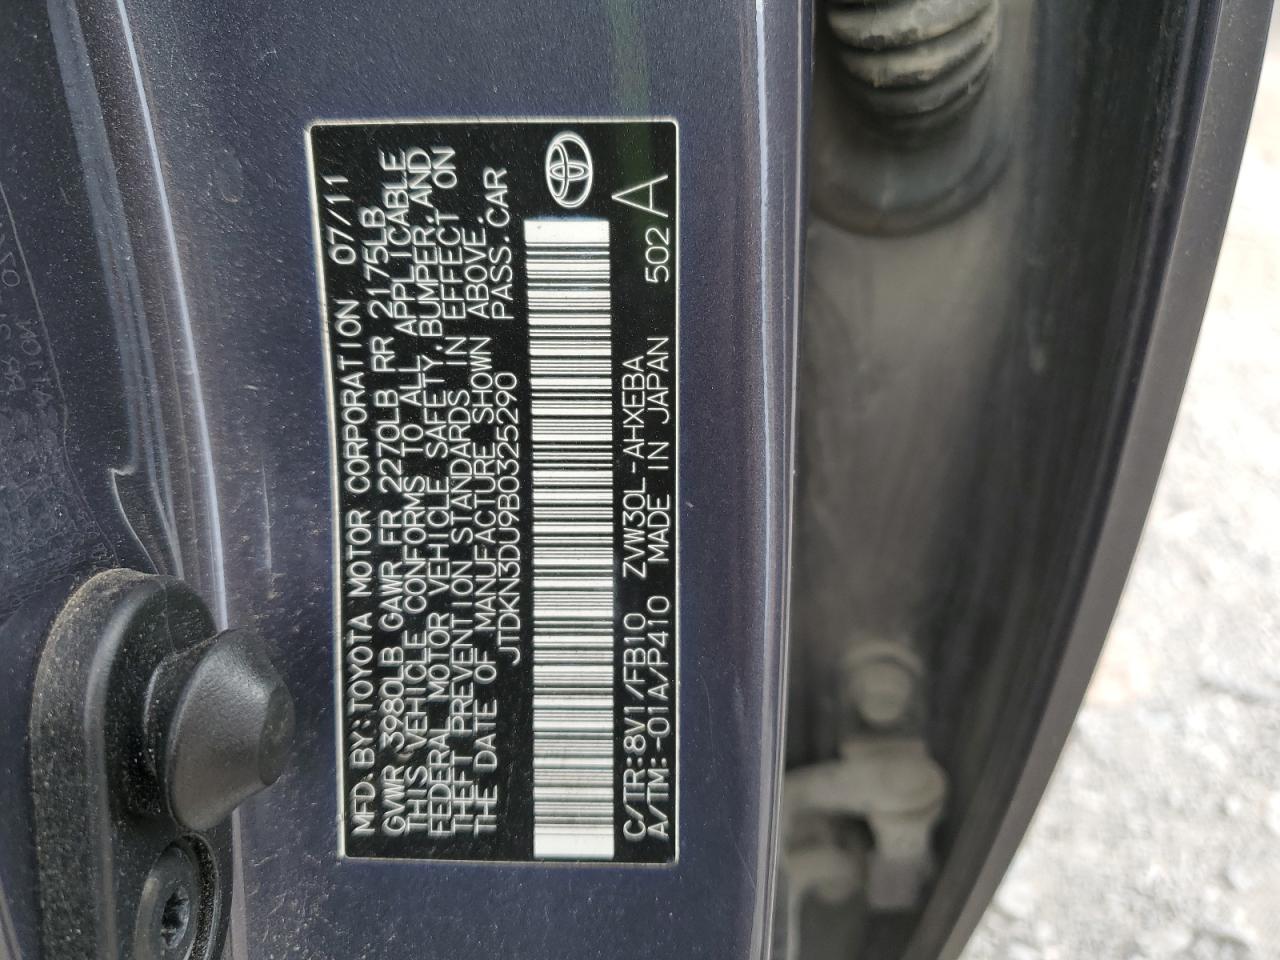 MFD.BY:TOYOTA MOTOR CORPORATION 07/11
GVWR 3980LB GAWR FR 2270LB RR 2175LB
THIS VEHICLE CONFORMS TO ALL APPLICABLE
FEDERAL MOTOR VEHICLE SAFETY,BUMPER,AND
THEFT PREVENTION STANDARDS IN EFFECT ON
THE DATE OF MANUFACTURE SHOWN ABOVE.
JTDKN3DU9B0325290 PASS.CAR
C/TR:8V1/FB10 ZVW30L-AHXEBA 502 A
A/TM:-01A/P410 MADE IN JAPAN